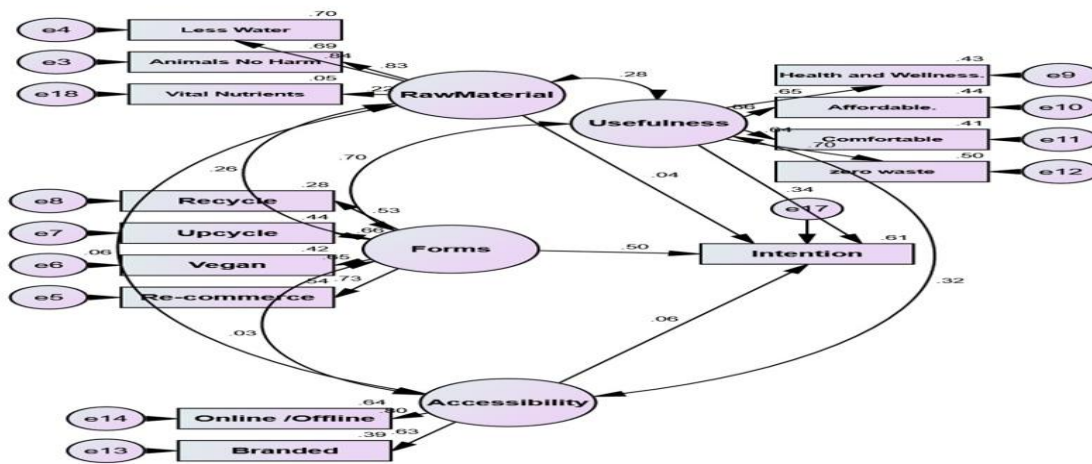 .70
e4 Less Water
.69
e3 Animals No Harm .84 .83
.05
e18 Vital Nutrients .22
RawMaterial
.28
Usefulness
.43
Health and Wellness. e9
.66 .65 .44
Affordable. e10
.64 .41
Comfortable e11
.70 .50
zero waste e12
.70
.26
.04
.34
e17
.28
e8 Recycle .53
.44
e7 Upcycle .66
.42
e6 Vegan .65
.54 .73
e5 Re-commerce
Forms
.50
.61
Intention
.06
.32
.06
.03
Accessibility
.64
e14 Online /Offline .80
.39 .63
e13 Branded